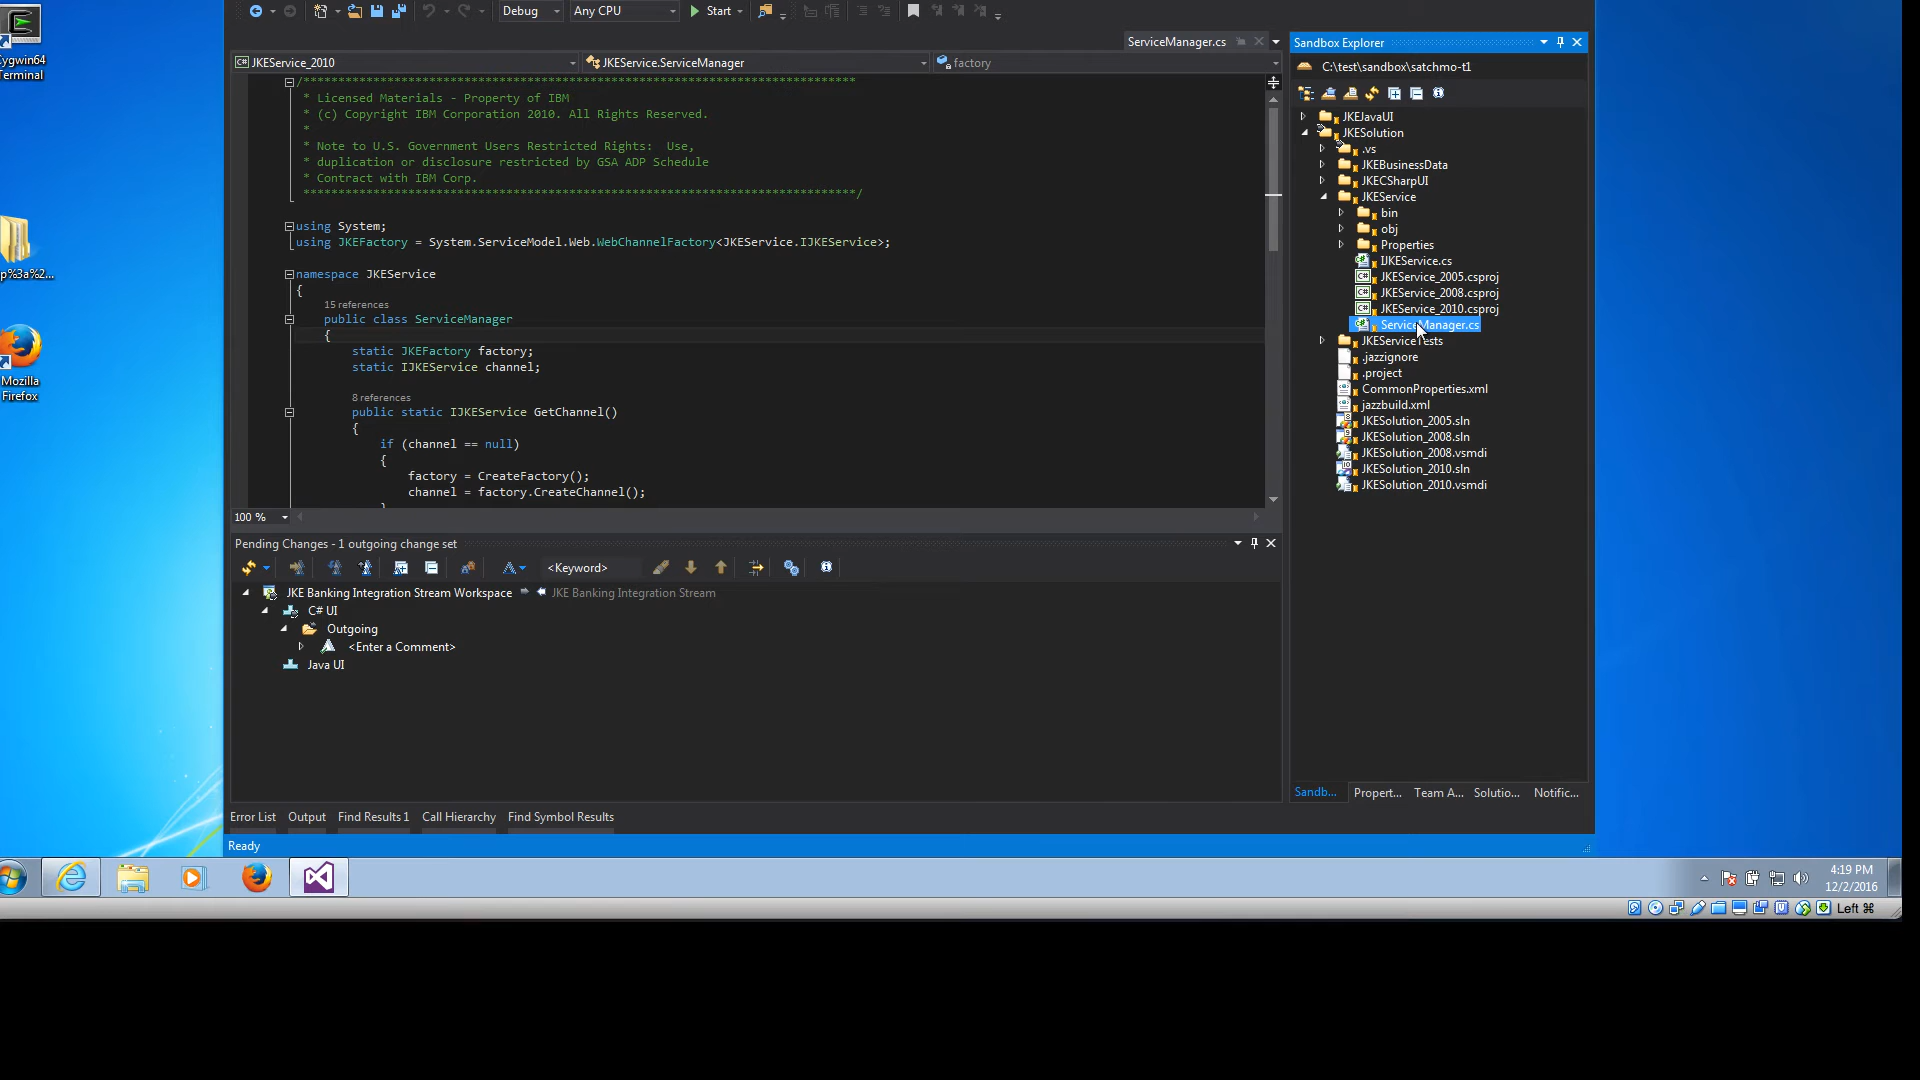 Cygwin64
Terminal
p%3a%2...
Mozilla
Firefox
Debug
Any CPU
Start
ServiceManager.cs
JKEService_2010
JKEService.ServiceManager
factory
/*******************************************************************************
* Licensed Materials - Property of IBM
* (c) Copyright IBM Corporation 2010. All Rights Reserved.
*
* Note to U.S. Government Users Restricted Rights:  Use,
* duplication or disclosure restricted by GSA ADP Schedule
* Contract with IBM Corp.
*******************************************************************************/
using System;
using JKEFactory = System.ServiceModel.Web.WebChannelFactory<JKEService.IJKEService>;
namespace JKEService
{
15 references
public class ServiceManager
{
static JKEFactory factory;
static IJKEService channel;
8 references
public static IJKEService GetChannel()
{
if (channel == null)
{
factory = CreateFactory();
channel = factory.CreateChannel();
}
100 %
Pending Changes - 1 outgoing change set
<Keyword>
JKE Banking Integration Stream Workspace
JKE Banking Integration Stream
C# UI
Outgoing
<Enter a Comment>
Java UI
Error List
Output
Find Results 1
Call Hierarchy
Find Symbol Results
Ready
Sandbox Explorer
C:\test\sandbox\satchmo-t1
JKEJavaUI
JKESolution
.vs
JKEBusinessData
JKECSharpUI
JKEService
bin
obj
Properties
IJKEService.cs
JKEService_2005.csproj
JKEService_2008.csproj
JKEService_2010.csproj
ServiceManager.cs
JKEServiceTests
.jazzignore
.project
CommonProperties.xml
jazzbuild.xml
JKESolution_2005.sln
JKESolution_2008.sln
JKESolution_2008.vsmdi
JKESolution_2010.sln
JKESolution_2010.vsmdi
Sandb...
Propert...
Team A...
Solutio...
Notific...
4:19 PM
12/2/2016
Left ⌘